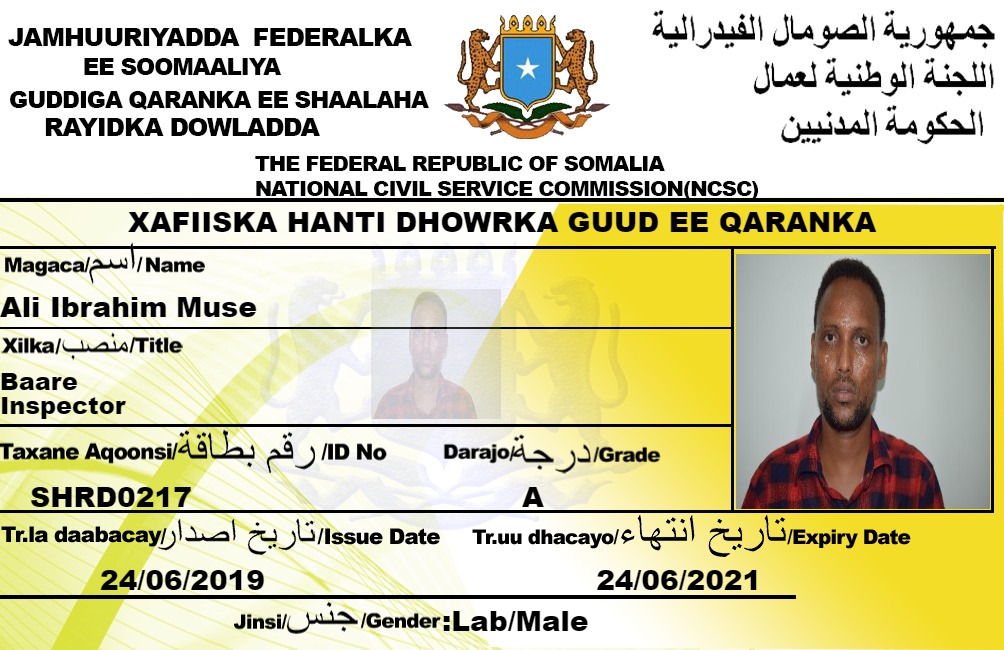 JAMHUURIYADDA FEDERALKA
EE SOOMAALIYA
GUDDIGA QARANKA EE SHAALAHA
RAYIDKA DOWLADDA
جمهورية الصومال الفيدرالية
اللجنة الوطنية لعمال
الحكومة المدنيين
THE FEDERAL REPUBLIC OF SOMALIA
NATIONAL CIVIL SERVICE COMMISSION(NCSC)
XAFIISKA HANTI DHOWRKA GUUD EE QARANKA
Magaca/اسم/Name
Ali Ibrahim Muse
Xilka/منصب/Title
Baare
Inspector
Taxane Aqoonsi/رقم بطاقة/ID No
SHRD0217
Darajo/درجة/Grade
A
Tr.la daabacay/تاريخ اصدار/Issue Date
24/06/2019
Tr.uu dhacayo/تاريخ انتهاء/Expiry Date
24/06/2021
Jinsi/جنس/Gender:Lab/Male